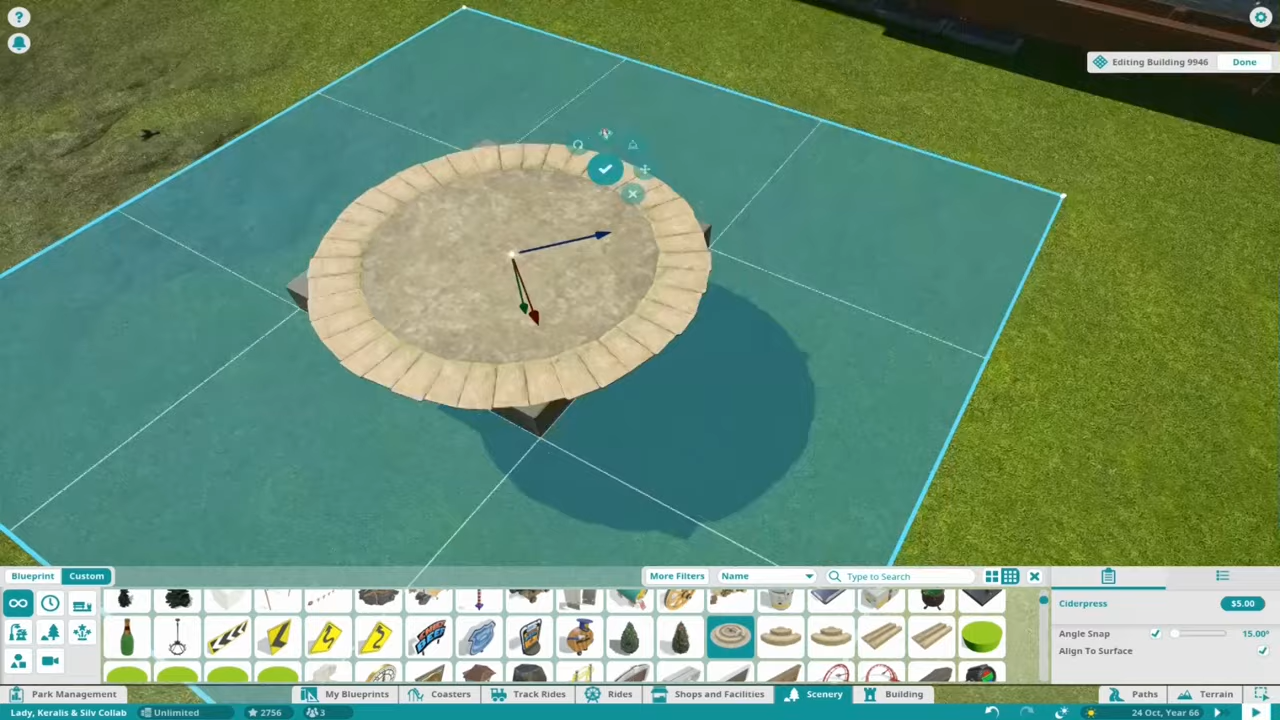 ?
Editing Building 9946 Done
Blueprint Custom
More Filters Name Type to Search
Ciderpress $5.00
Angle Snap 15.00°
Align To Surface
Park Management My Blueprints Coasters Track Rides Rides Shops and Facilities Scenery Building Paths Terrain
Lady, Keralis & Silv Collab Unlimited 2756 3 24 Oct, Year 66